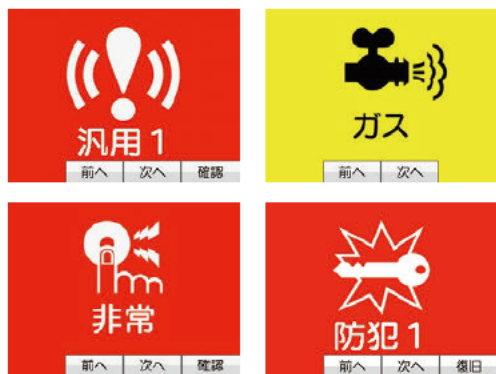 汎用1
前へ 次へ 確認
ガス
前へ 次へ
非常
前へ 次へ 確認
防犯1
前へ 次へ 復旧